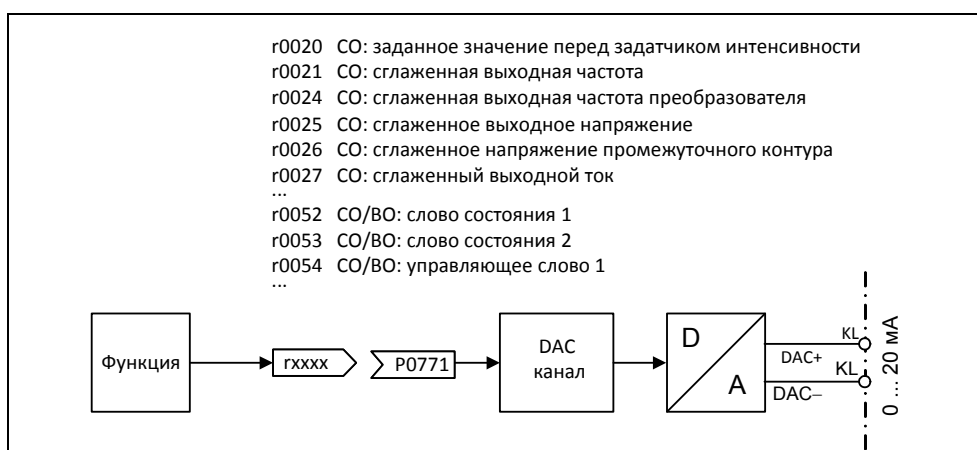 r0020 CO: заданное значение перед задатчиком интенсивности
r0021 CO: сглаженная выходная частота
r0024 CO: сглаженная выходная частота преобразователя
r0025 CO: сглаженное выходное напряжение
r0026 CO: сглаженное напряжение промежуточного контура
r0027 CO: сглаженный выходной ток
...
r0052 CO/BO: слово состояния 1
r0053 CO/BO: слово состояния 2
r0054 CO/BO: управляющее слово 1
...
Функция
rxxxx
P0771
DAC
канал
D
A
DAC+
KL
KL
DAC–
0 ... 20 мА